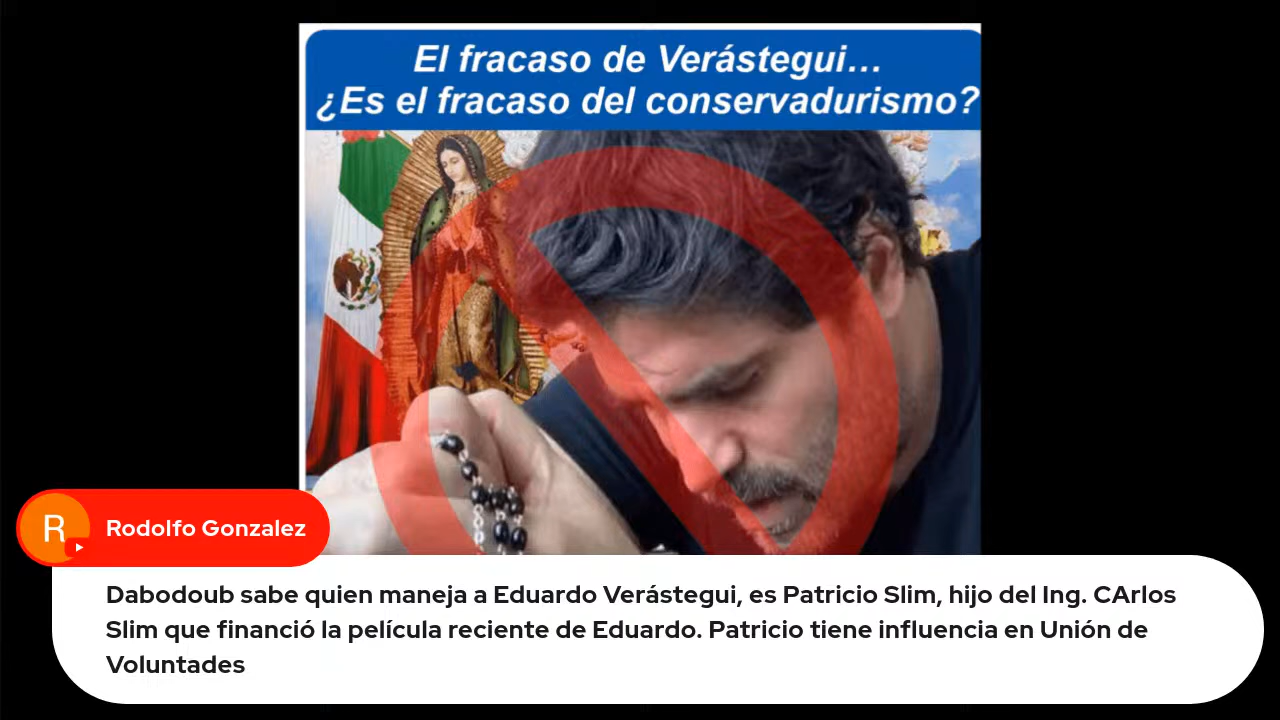 El fracaso de Verástegui...
¿Es el fracaso del conservadurismo?
R
Rodolfo Gonzalez
Dabodoub sabe quien maneja a Eduardo Verástegui, es Patricio Slim, hijo del Ing. CArlos
Slim que financió la película reciente de Eduardo. Patricio tiene influencia en Unión de
Voluntades